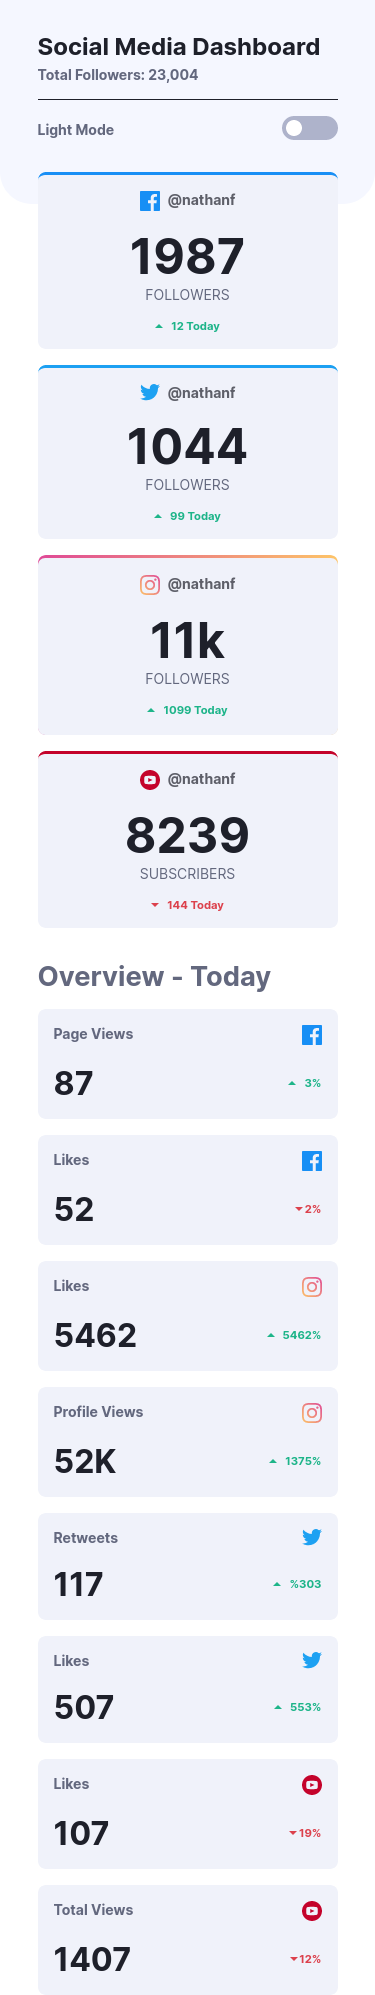 Social Media Dashboard
Total Followers: 23,004
Light Mode
@nathanf
1987
FOLLOWERS
12 Today
@nathanf
1044
FOLLOWERS
99 Today
@nathanf
11k
FOLLOWERS
1099 Today
@nathanf
8239
SUBSCRIBERS
144 Today
Overview - Today
Page Views
87
3%
Likes
52
2%
Likes
5462
5462%
Profile Views
52K
1375%
Retweets
117
%303
Likes
507
553%
Likes
107
19%
Total Views
1407
12%